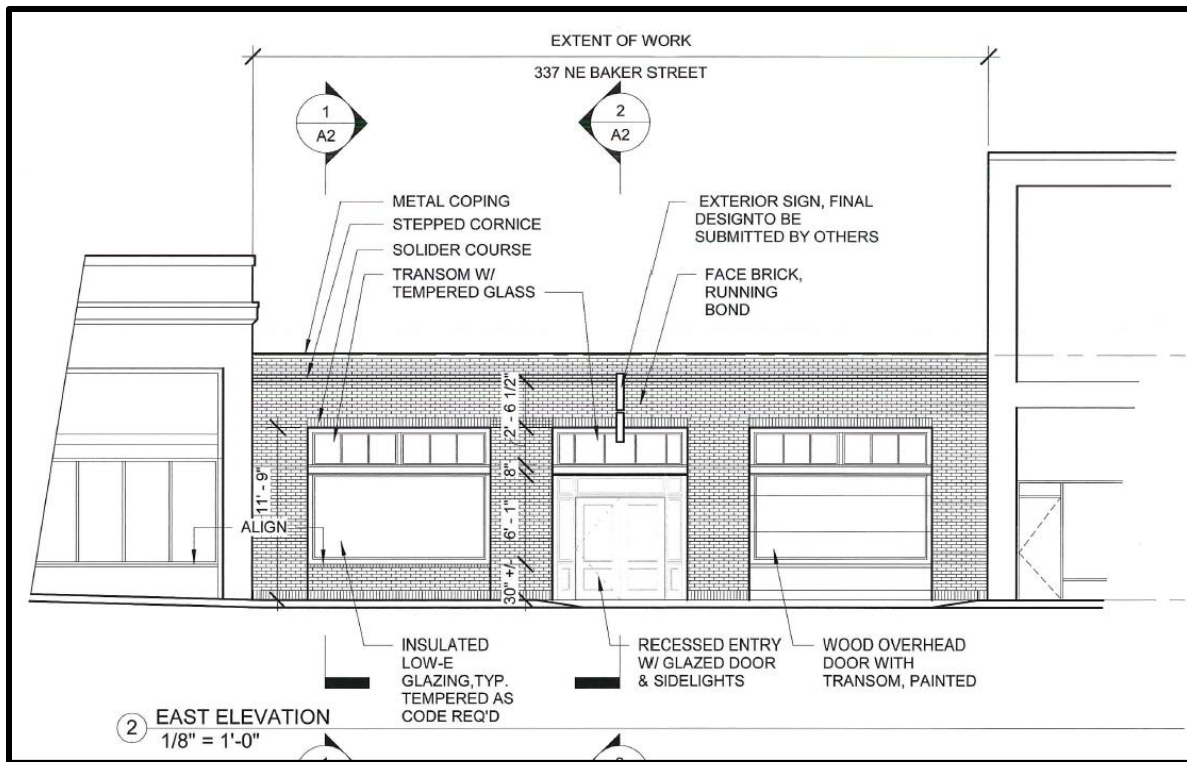 EXTENT OF WORK
337 NE BAKER STREET
1
A2
2
A2
METAL COPING
STEPPED CORNICE
SOLIDER COURSE
TRANSOM W/
TEMPERED GLASS
EXTERIOR SIGN, FINAL
DESIGNTO BE
SUBMITTED BY OTHERS
FACE BRICK,
RUNNING
BOND
2' - 6 1/2"
8"
6' - 1"
30" +/-
11' - 9"
ALIGN
INSULATED
LOW-E
GLAZING,TYP.
TEMPERED AS
CODE REQ'D
RECESSED ENTRY
W/ GLAZED DOOR
& SIDELIGHTS
WOOD OVERHEAD
DOOR WITH
TRANSOM, PAINTED
2
EAST ELEVATION
1/8" = 1'-0"